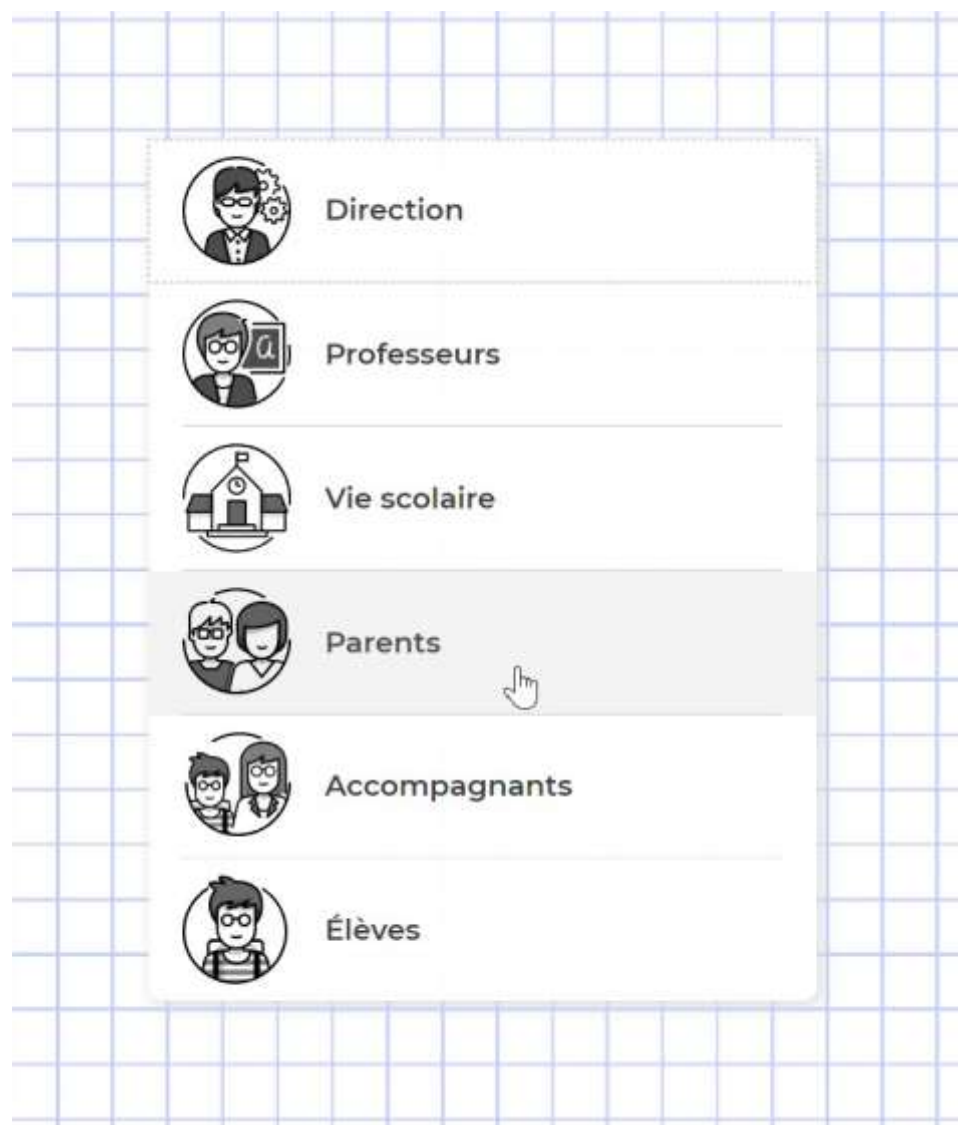 Direction
a
Professeurs
Vie scolaire
Parents
Accompagnants
Élèves